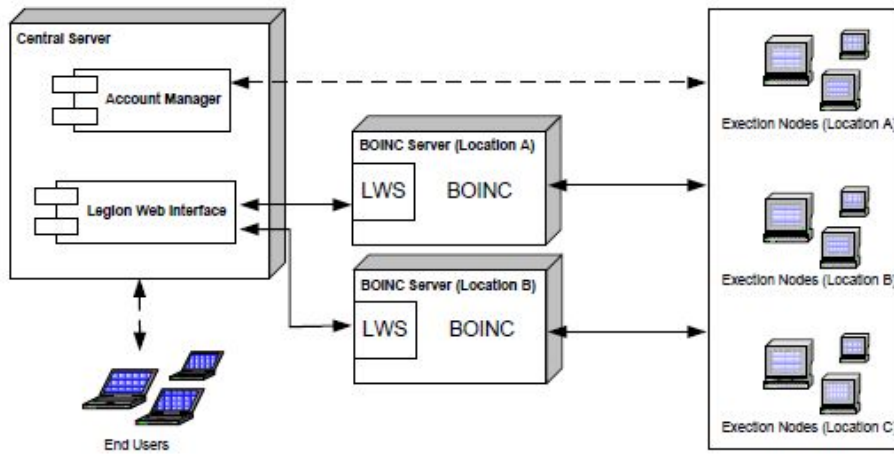 Central Server
Account Manager
Legion Web Interface
BOINC Server (Location A)
LWS BOINC
BOINC Server (Location B)
LWS BOINC
End Users
Exection Nodes (Location A)
Exection Nodes (Location B)
Exection Nodes (Location C)